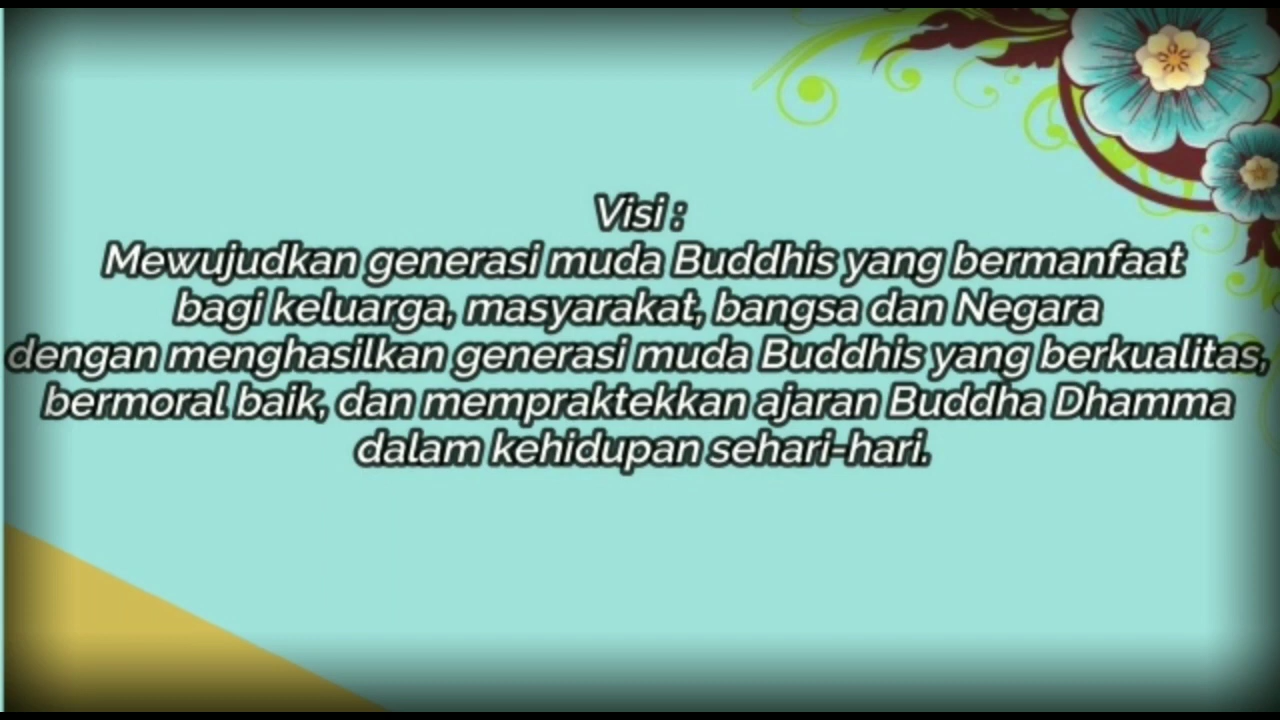 Visi :
Mewujudkan generasi muda Buddhis yang bermanfaat
bagi keluarga, masyarakat, bangsa dan Negara
dengan menghasilkan generasi muda Buddhis yang berkualitas,
bermoral baik, dan mempraktekkan ajaran Buddha Dhamma
dalam kehidupan sehari-hari.